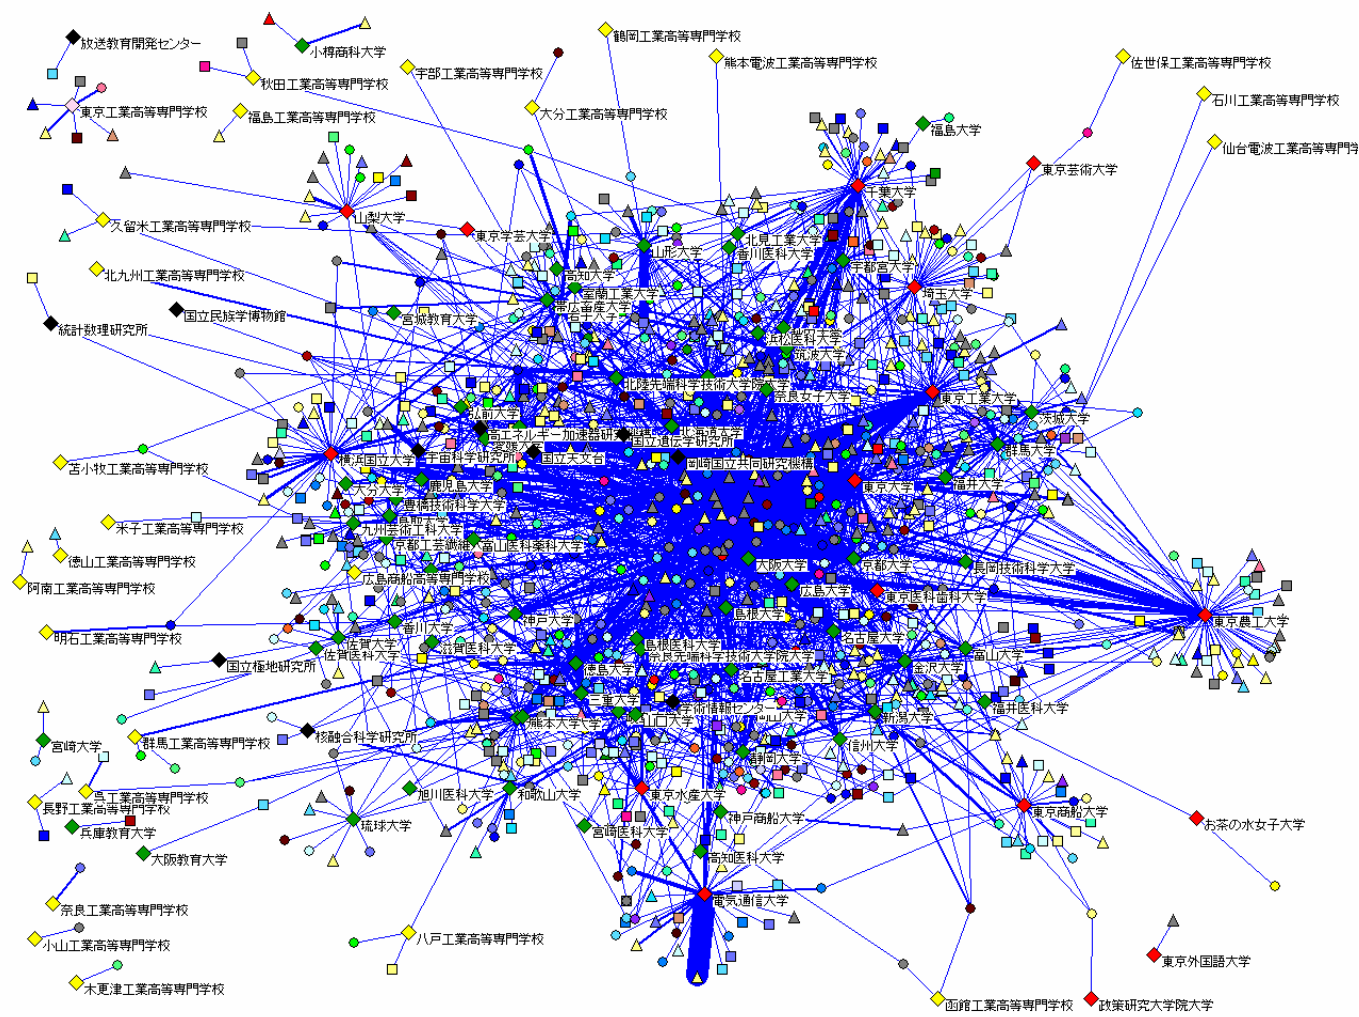 放送教育開発センター
小樽商科大学
鶴岡工業高等専門学校
宇部工業高等専門学校
熊本電波工業高等専門学校
佐世保工業高等専門学校
秋田工業高等専門学校
石川工業高等専門学校
東京工業高等専門学校
福島工業高等専門学校
大分工業高等専門学校
福島大学
仙台電波工業高等専門学
東京芸術大学
千葉大学
山梨大学
久留米工業高等専門学校
東京学芸大学
北見工業大学
山形大学
香川医科大学
宇都宮大学
北九州工業高等専門学校
高知大学
室蘭工業大学
埼玉大学
帯広畜産大学
国立民族学博物館
宮城教育大学
統計数理研究所
浜松医科大学
筑波大学
北陸先端科学技術大学院大学
奈良女子大学
東京工業大学
弘前大学
茨城大学
北海道大学
高エネルギー加速器研
国立遺伝学研究所
群馬大学
横浜国立大学
宇宙科学研究所
国立天文台
岡崎国立共同研究機構
苫小牧工業高等専門学校
大分大学
鹿児島大学
東京大学
福井大学
豊橋技術科学大学
米子工業高等専門学校
九州芸術工科大学
京都工芸繊維
富山医科薬科大学
徳山工業高等専門学校
大阪大学
京都大学
長岡技術科学大学
阿南工業高等専門学校
広島商船高等専門学校
広島大学
東京医科歯科大学
島根大学
神戸大学
香川大学
東京農工大学
明石工業高等専門学校
名古屋大学
佐賀大学
佐賀医科大学
滋賀医科大学
島根医科大学
奈良先端科学技術大学院大学
富山大学
国立極地研究所
徳島大学
金沢大学
名古屋工業大学
三重大学
学術情報センター
福井医科大学
熊本大学
山口大学
新潟大学
核融合科学研究所
宮崎大学
群馬工業高等専門学校
信州大学
静岡大学
旭川医科大学
和歌山大学
東京水産大学
呉工業高等専門学校
長野工業高等専門学校
東京商船大学
神戸商船大学
琉球大学
宮崎医科大学
お茶の水女子大学
兵庫教育大学
大阪教育大学
高知医科大学
電気通信大学
奈良工業高等専門学校
小山工業高等専門学校
八戸工業高等専門学校
東京外国語大学
木更津工業高等専門学校
函館工業高等専門学校
政策研究大学院大学